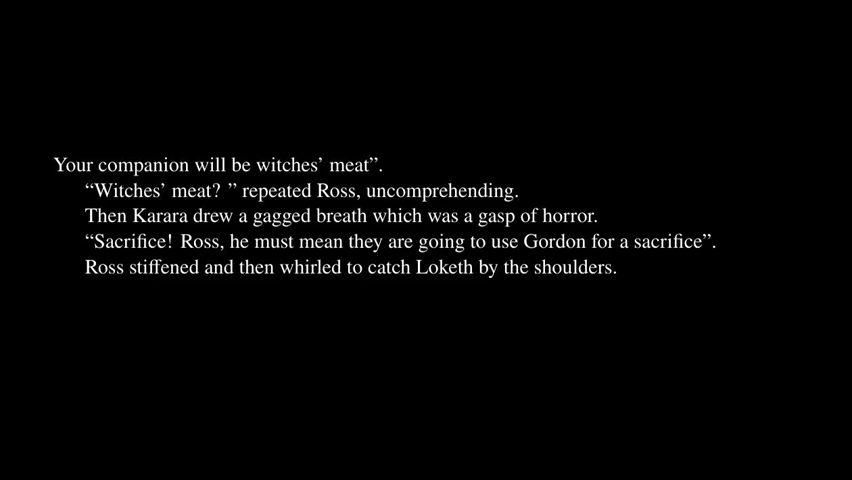 Your companion will be witches’ meat”.
“Witches’ meat? ” repeated Ross, uncomprehending.
Then Karara drew a gagged breath which was a gasp of horror.
“Sacrifice! Ross, he must mean they are going to use Gordon for a sacrifice”.
Ross stiffened and then whirled to catch Loketh by the shoulders.